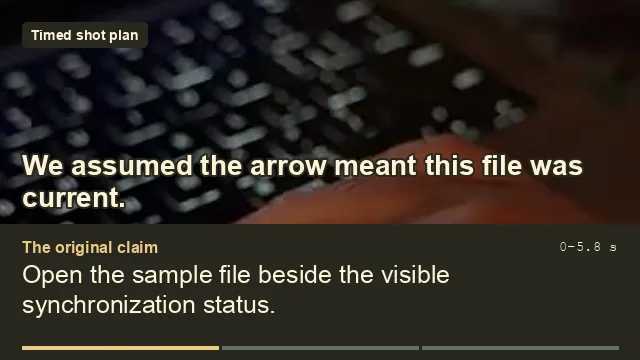 Timed shot plan
We assumed the arrow meant this file was
current.
The original claim
0–5.8 s
Open the sample file beside the visible
synchronization status.